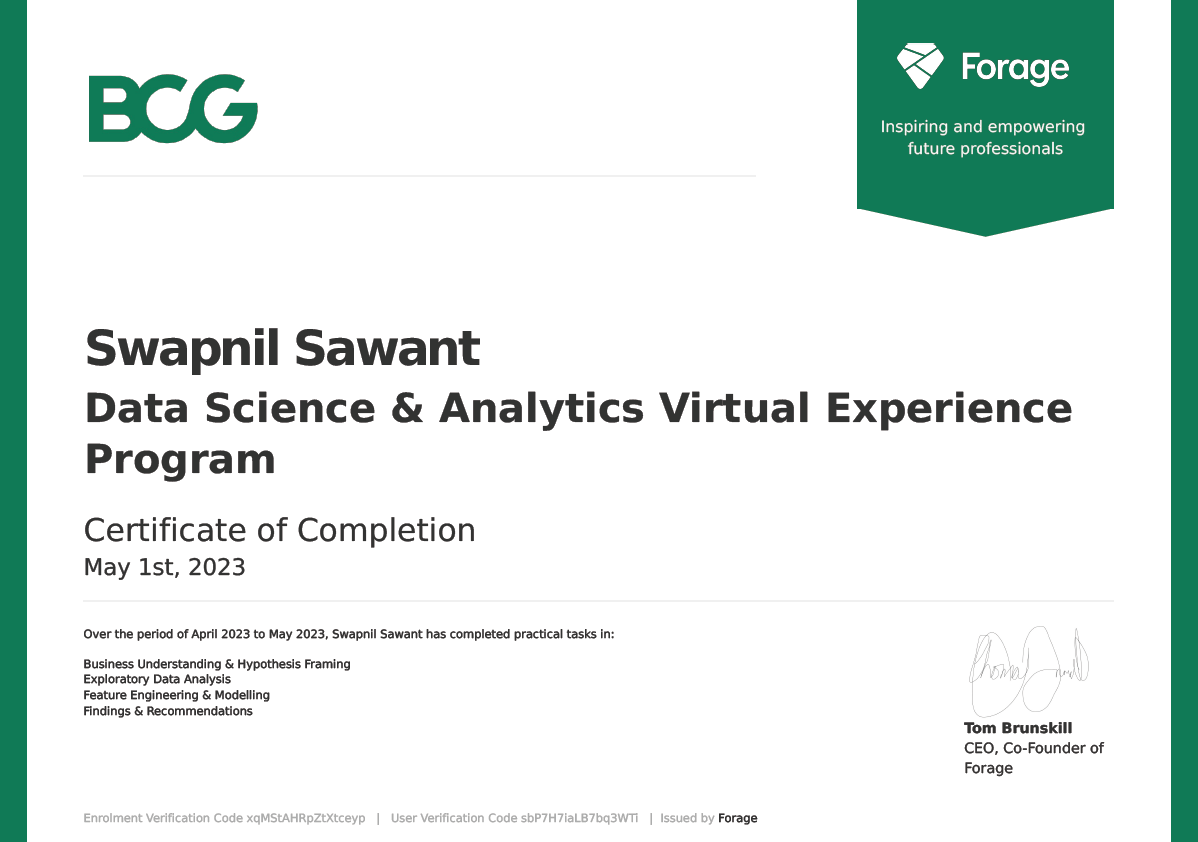 BCG
Forage
Inspiring and empowering
future professionals
Swapnil Sawant
Data Science & Analytics Virtual Experience
Program
Certificate of Completion
May 1st, 2023
Over the period of April 2023 to May 2023, Swapnil Sawant has completed practical tasks in:
Business Understanding & Hypothesis Framing
Exploratory Data Analysis
Feature Engineering & Modelling
Findings & Recommendations
Tom Brunskill
CEO, Co-Founder of
Forage
Enrolment Verification Code xqMStAHRpZtXtceyp | User Verification Code sbP7H7iaLB7bq3WTi | Issued by Forage